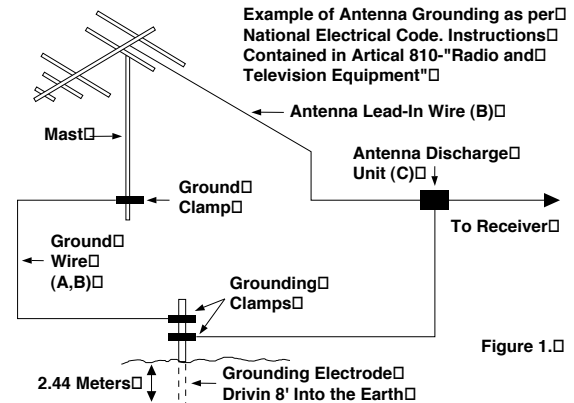 Example of Antenna Grounding as per□
National Electrical Code. Instructions□
Contained in Artical 810-"Radio and□
Television Equipment"□
Antenna Lead-In Wire (B)□
Mast□
Antenna Discharge□
Unit (C)□
Ground□
Clamp□
To Receiver□
Ground□
Wire□
(A,B)□
Grounding□
Clamps□
Figure 1.□
2.44 Meters□
Grounding Electrode□
Drivin 8' Into the Earth□